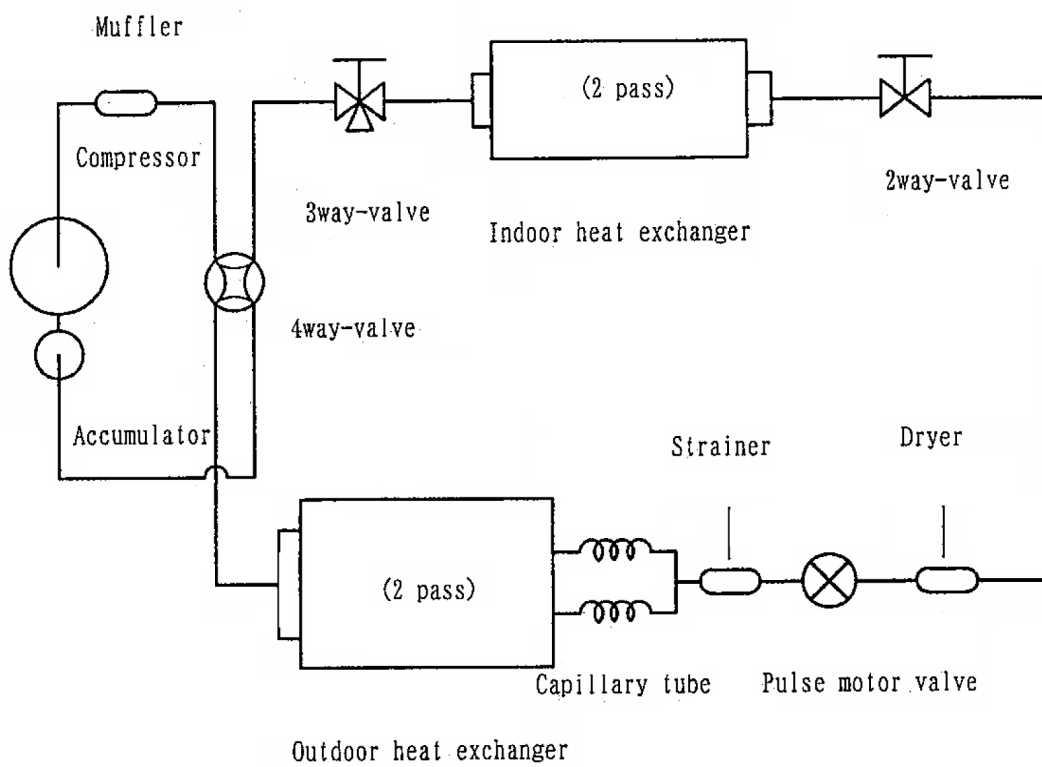 Muffler
(2 pass)
Compressor
3way-valve
2way-valve
Indoor heat exchanger
4way-valve
Accumulator
Strainer
Dryer
(2 pass)
Capillary tube
Pulse motor valve
Outdoor heat exchanger